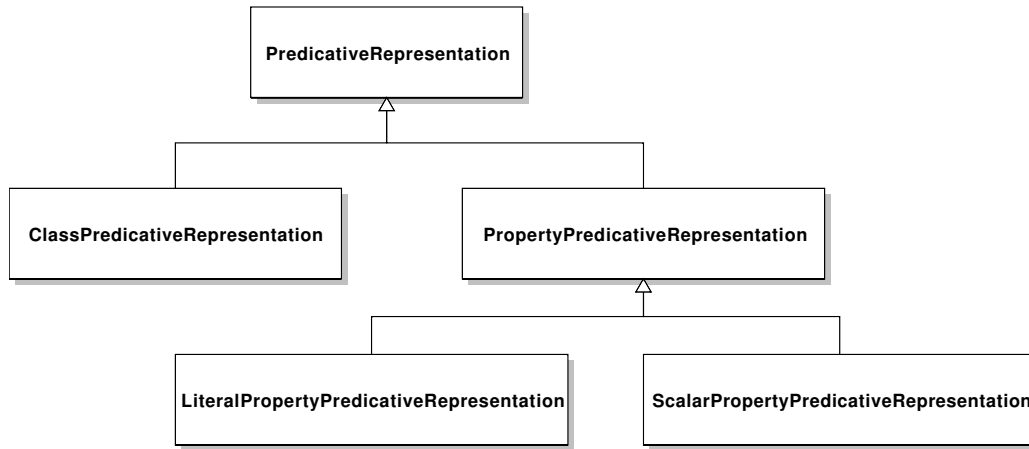 PredicativeRepresentation
ClassPredicativeRepresentation
PropertyPredicativeRepresentation
LiteralPropertyPredicativeRepresentation
ScalarPropertyPredicativeRepresentation